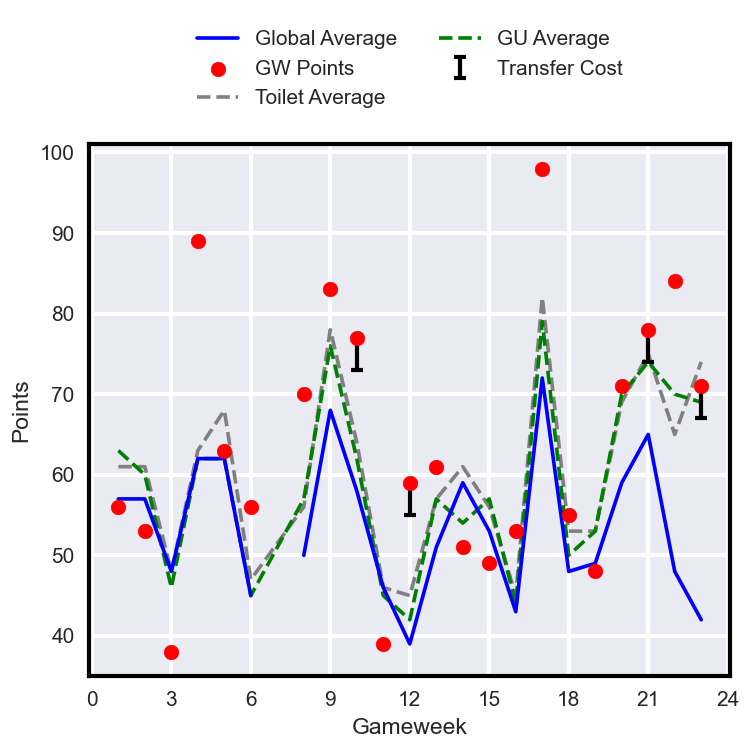 Global Average
GW Points
Toilet Average
GU Average
Transfer Cost
100
90
80
70
60
50
40
Points
0 3 6 9 12 15 18 21 24
Gameweek